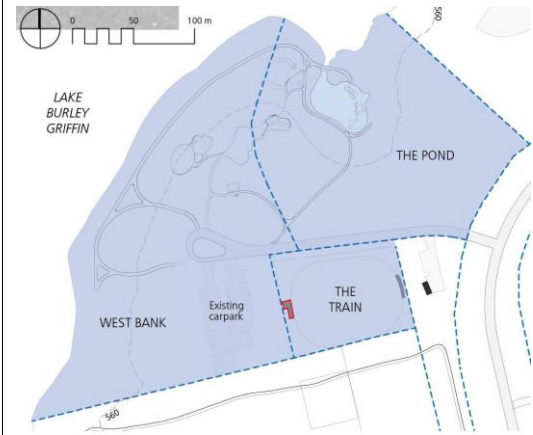 0 50 100 m
560
LAKE
BURLEY
GRIFFIN
THE POND
THE
TRAIN
Existing
carpark
WEST BANK
560